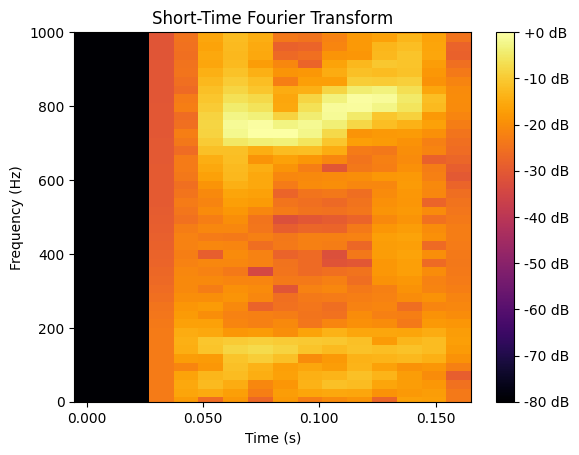 Short-Time Fourier Transform
1000
800
600
400
200
0
Frequency (Hz)
0.000
0.050
0.100
0.150
Time (s)
+0 dB
-10 dB
-20 dB
-30 dB
-40 dB
-50 dB
-60 dB
-70 dB
-80 dB